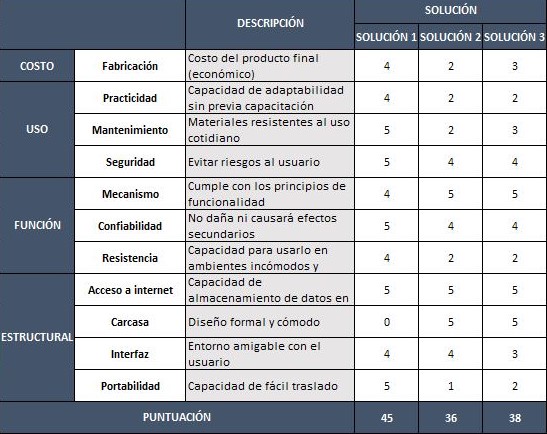 DESCRIPCIÓN SOLUCIÓN
SOLUCIÓN 1 SOLUCIÓN 2 SOLUCIÓN 3
COSTO Fabricación Costo del producto final
(económico) 4 2 3
USO Practicidad Capacidad de adaptabilidad
sin previa capacitación 4 2 2
Mantenimiento Materiales resistentes al uso
cotidiano 5 2 3
Seguridad Evitar riesgos al usuario 5 4 4
FUNCIÓN Mecanismo Cumple con los principios de
funcionalidad 4 5 5
Confiabilidad No daña ni causará efectos
secundarios 5 4 4
Resistencia Capacidad para usarlo en
ambientes incómodos y 4 2 2
ESTRUCTURAL Acceso a internet Capacidad de
almacenamiento de datos en 5 5 5
Carcasa Diseño formal y cómodo 0 5 5
Interfaz Entorno amigable con el
usuario 4 4 3
Portabilidad Capacidad de fácil traslado 5 1 2
PUNTUACIÓN 45 36 38